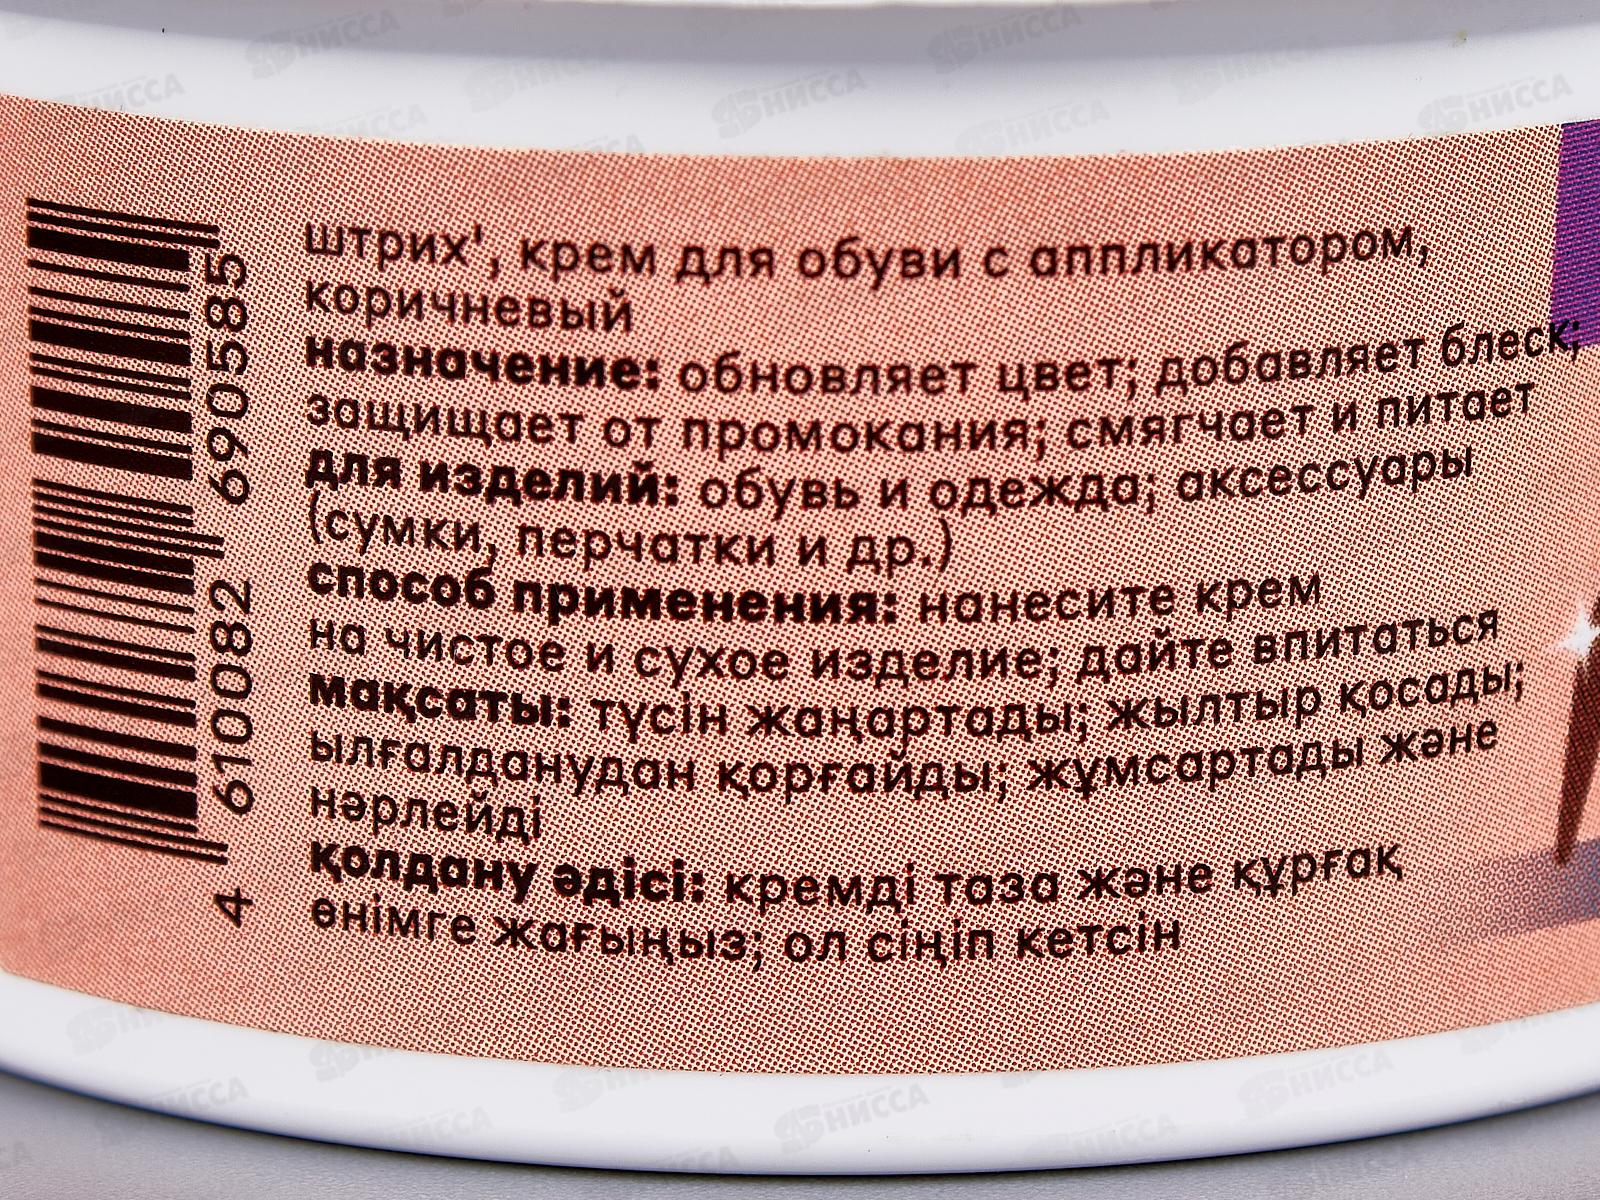 штрих', крем для обуви с аппликатором,
коричневый
назначение: обновляет цвет; добавляет блеск;
защищает от промокания; смягчает и питает
для изделий: обувь и одежда; аксессуары
(сумки, перчатки и др.)
способ применения: нанесите крем
на чистое и сухое изделие; дайте впитаться
мақсаты: түсін жаңартады; жылтыр қосады;
ылғалданудан қорғайды; жұмсартады және
нәрлейді
қолдану әдісі: кремді таза және құрғақ
өнімге жағыңыз; ол сіңіп кетсін
4 610082 690585
НИССА